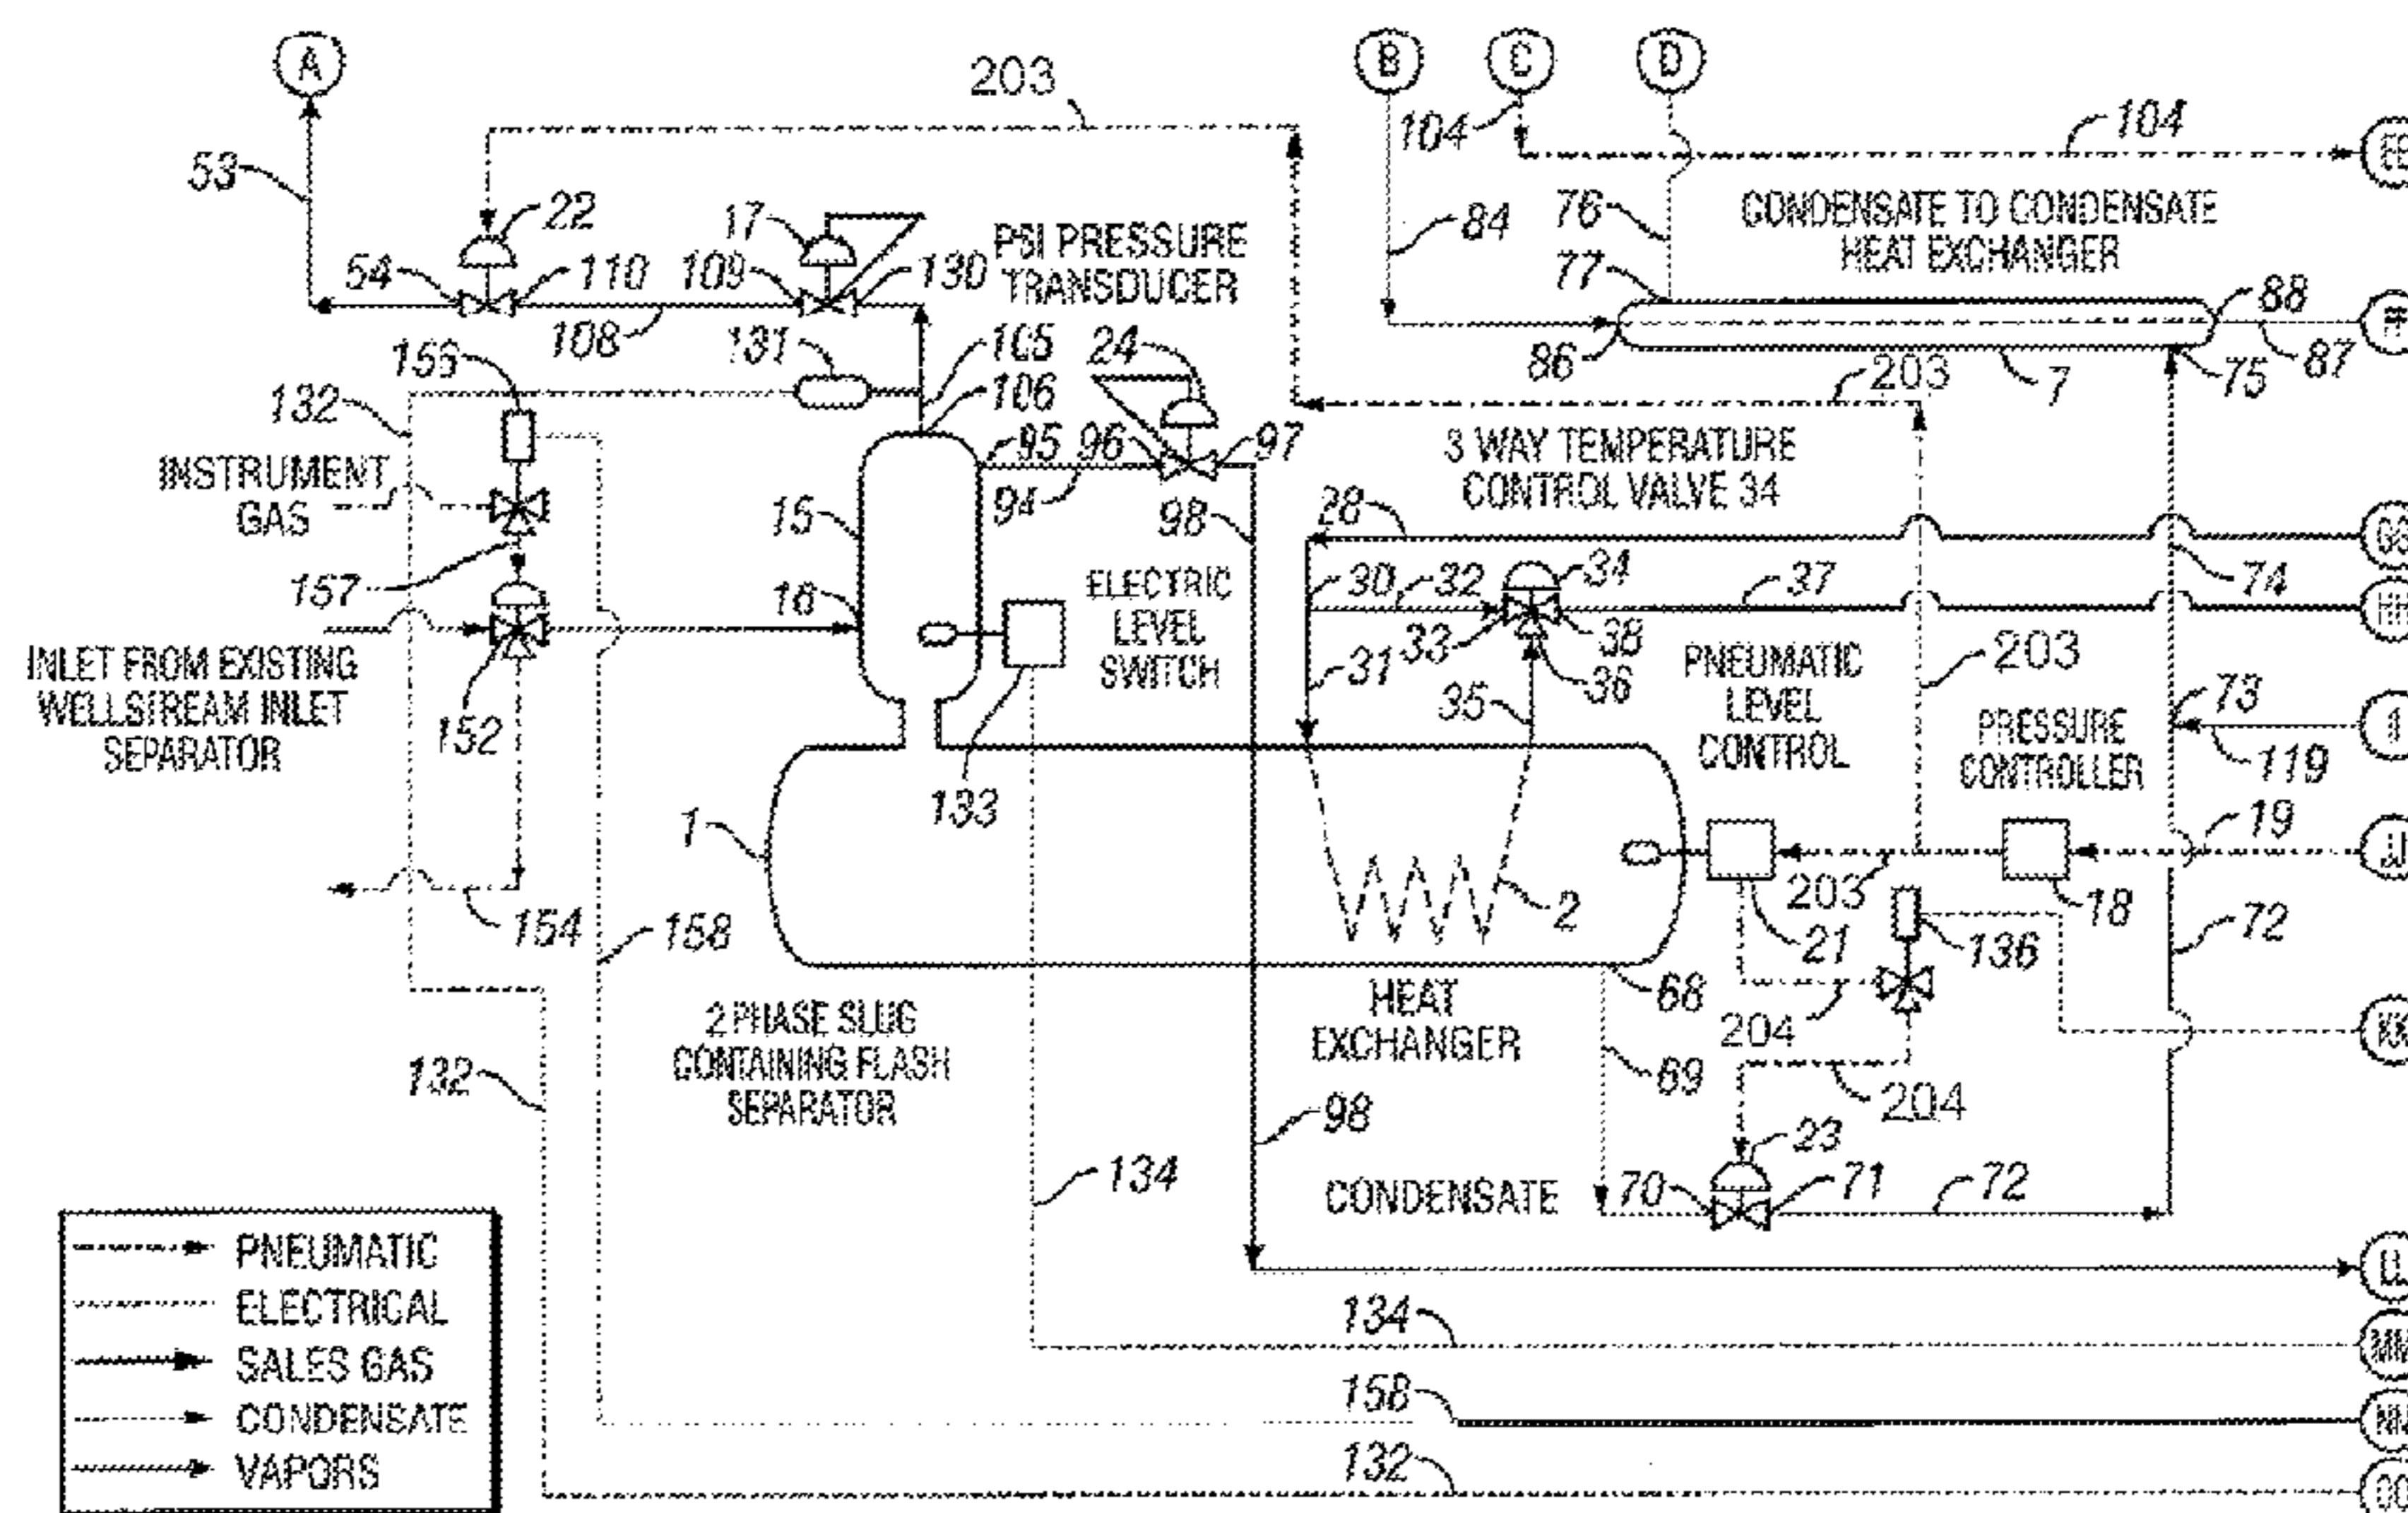 A
B
C
D
203
104
104
53
22
17
PSI PRESSURE
TRANSDUCER
76
84
CONDENSATE TO CONDENSATE
HEAT EXCHANGER
54
110
109
130
77
88
108
131
105
24
86
203
7
75
87
156
132
106
INSTRUMENT
GAS
95
96
97
3 WAY TEMPERATURE
CONTROL VALVE 34
94
15
98
28
157
16
ELECTRIC
LEVEL
SWITCH
30
32
34
37
74
33
38
INLET FROM EXISTING
WELLSTREAM INLET
SEPARATOR
152
31
36
35
PNEUMATIC
LEVEL
CONTROL
203
73
PRESSURE
CONTROLLER
119
133
1
19
JJ
203
18
2
21
136
72
154
158
68
HEAT
EXCHANGER
204
2 PHASE SLUG
CONTAINING FLASH
SEPARATOR
132
69
204
98
23
134
CONDENSATE
70
71
72
LL
PNEUMATIC
ELECTRICAL
SALES GAS
CONDENSATE
VAPORS
134
MM
158
NN
132